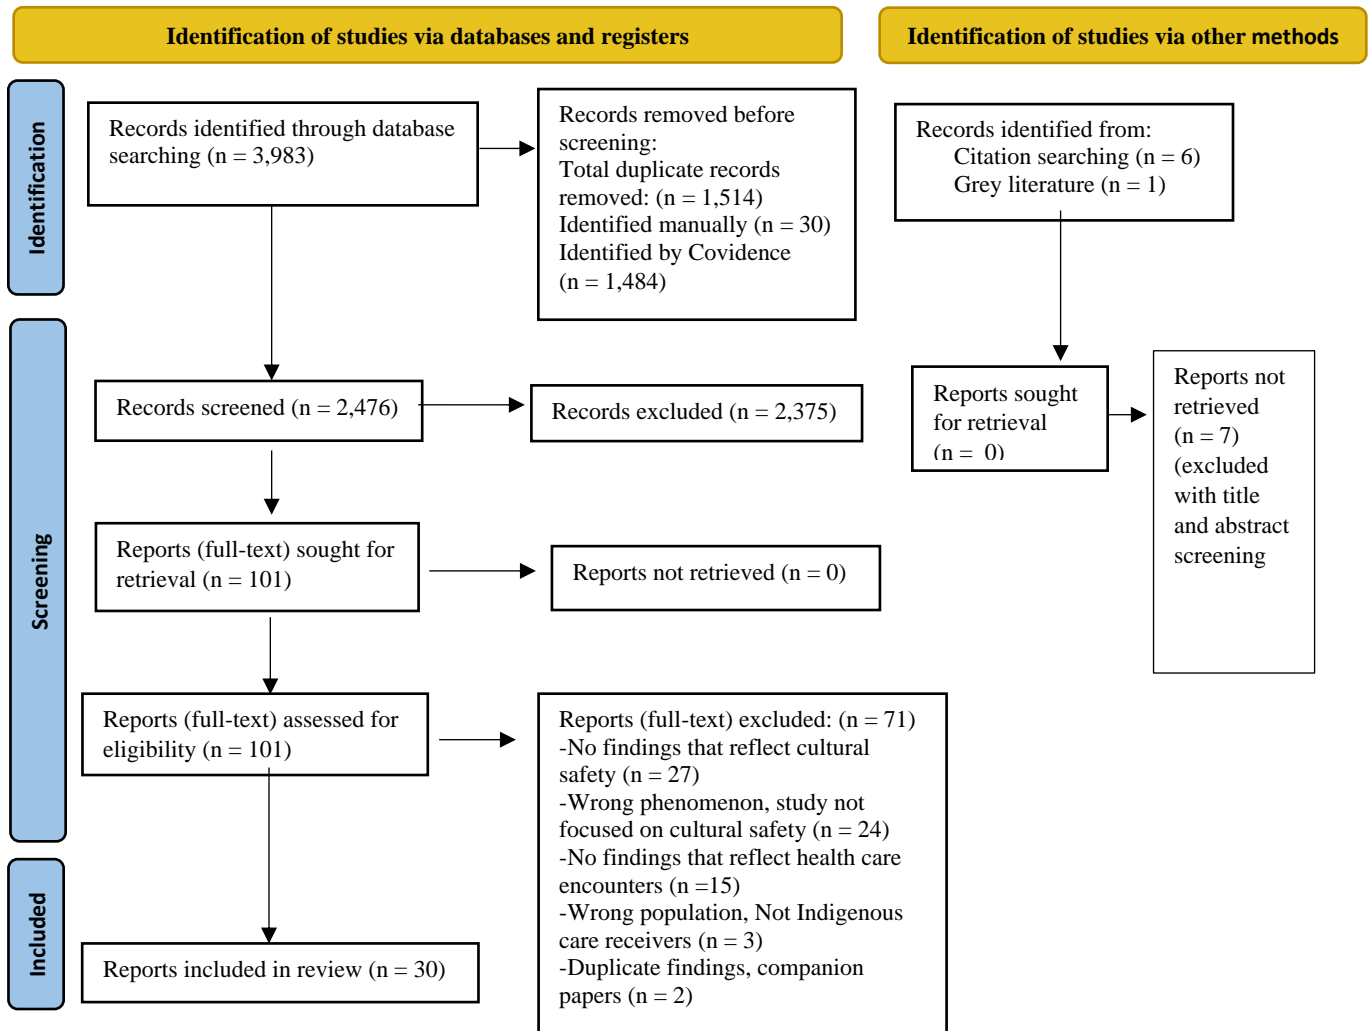 Identification of studies via databases and registers
Identification of studies via other methods
Identification
Records identified through database
searching (n = 3,983)
Records removed before
screening:
Total duplicate records
removed: (n = 1,514)
Identified manually (n = 30)
Identified by Covidence
(n = 1,484)
Records identified from:
Citation searching (n = 6)
Grey literature (n = 1)
Screening
Records screened (n = 2,476)
Records excluded (n = 2,375)
Reports sought
for retrieval
(n = 0)
Reports not
retrieved
(n = 7)
(excluded
with title
and abstract
screening
Reports (full-text) sought for
retrieval (n = 101)
Reports not retrieved (n = 0)
Reports (full-text) assessed for
eligibility (n = 101)
Reports (full-text) excluded: (n = 71)
-No findings that reflect cultural
safety (n = 27)
-Wrong phenomenon, study not
focused on cultural safety (n = 24)
-No findings that reflect health care
encounters (n =15)
-Wrong population, Not Indigenous
care receivers (n = 3)
-Duplicate findings, companion
papers (n = 2)
Included
Reports included in review (n = 30)